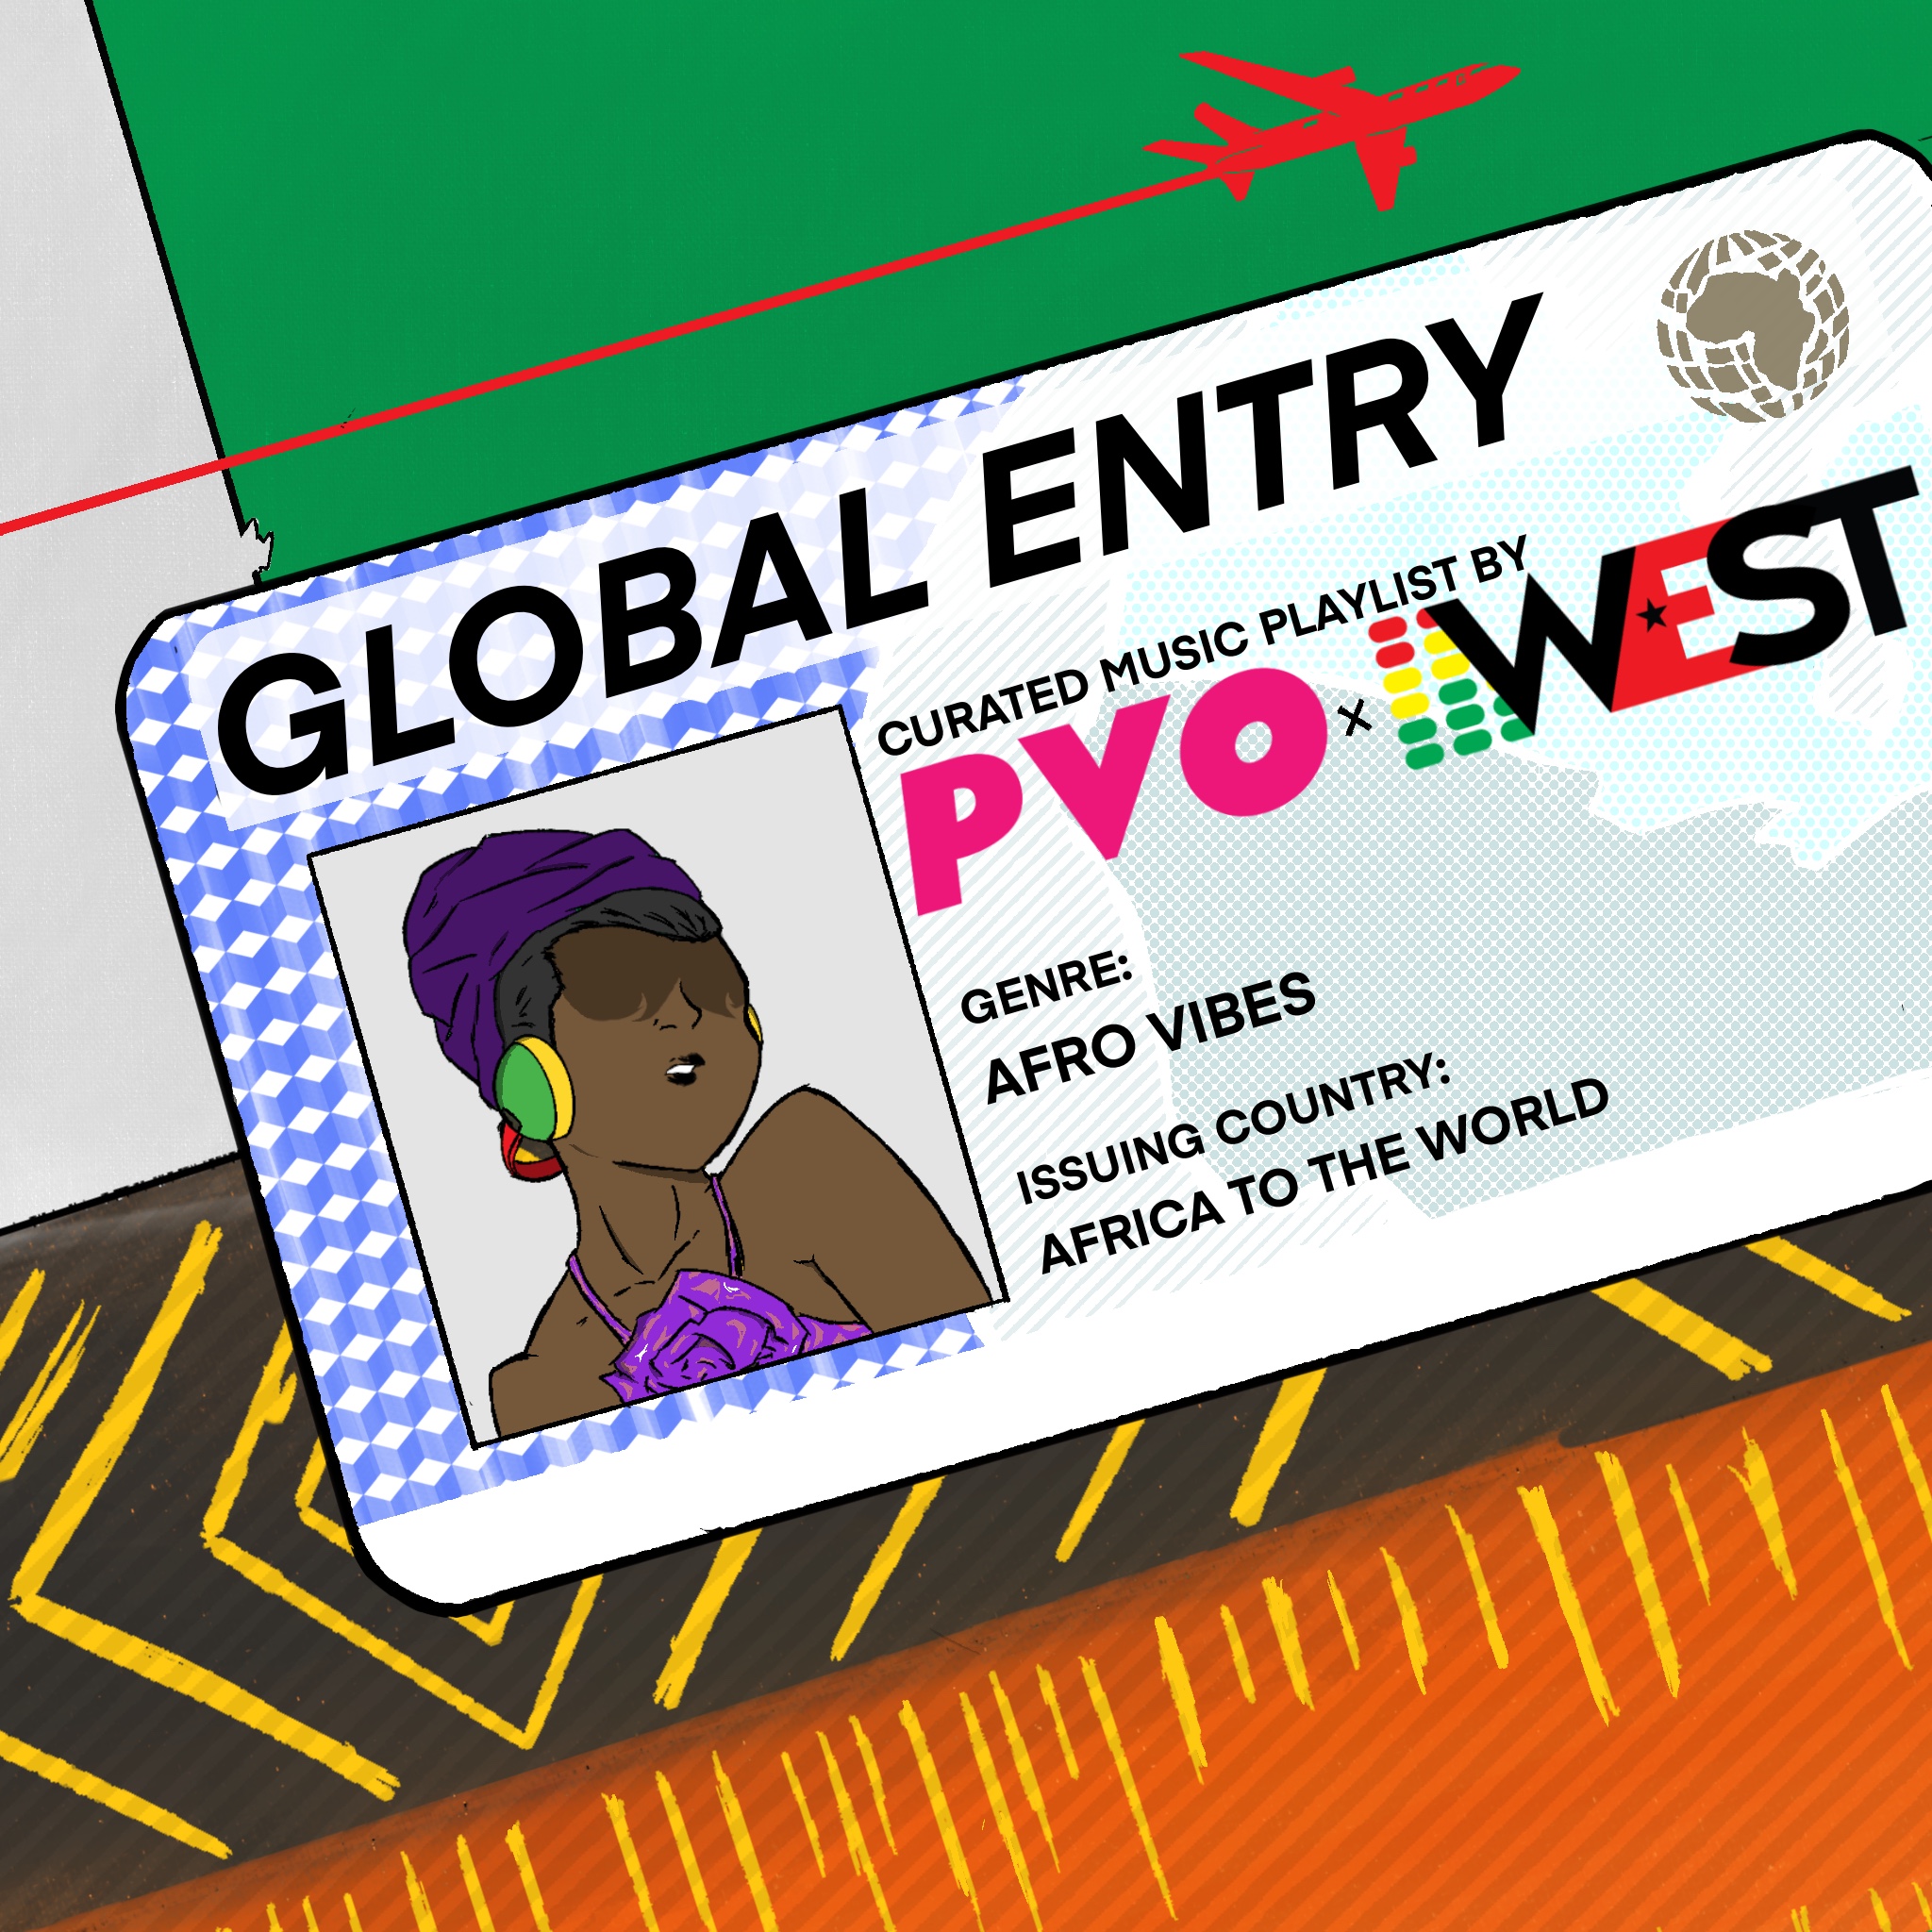 GLOBAL ENTRY
CURATED MUSIC PLAYLIST BY
PVO x WEST
GENRE:
AFRO VIBES
ISSUING COUNTRY:
AFRICA TO THE WORLD